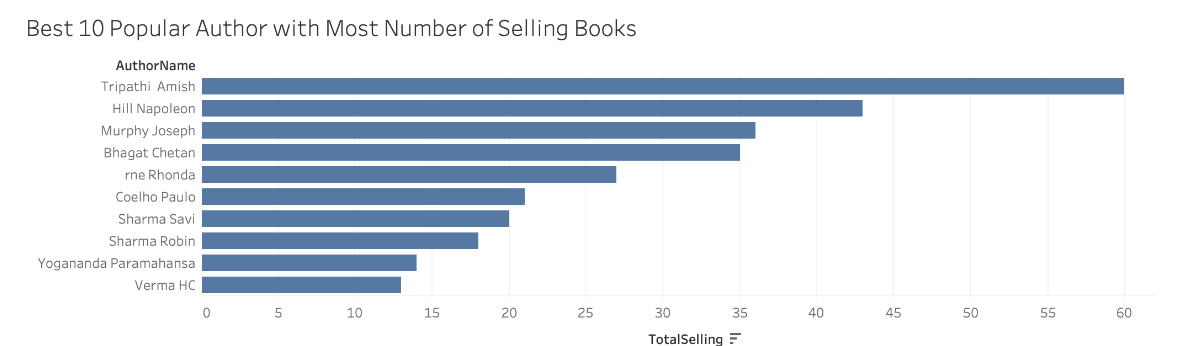 Best 10 Popular Author with Most Number of Selling Books
AuthorName
Tripathi  Amish
Hill Napoleon
Murphy Joseph
Bhagat Chetan
rne Rhonda
Coelho Paulo
Sharma Savi
Sharma Robin
Yogananda Paramahansa
Verma HC
0 5 10 15 20 25 30 35 40 45 50 55 60
TotalSelling